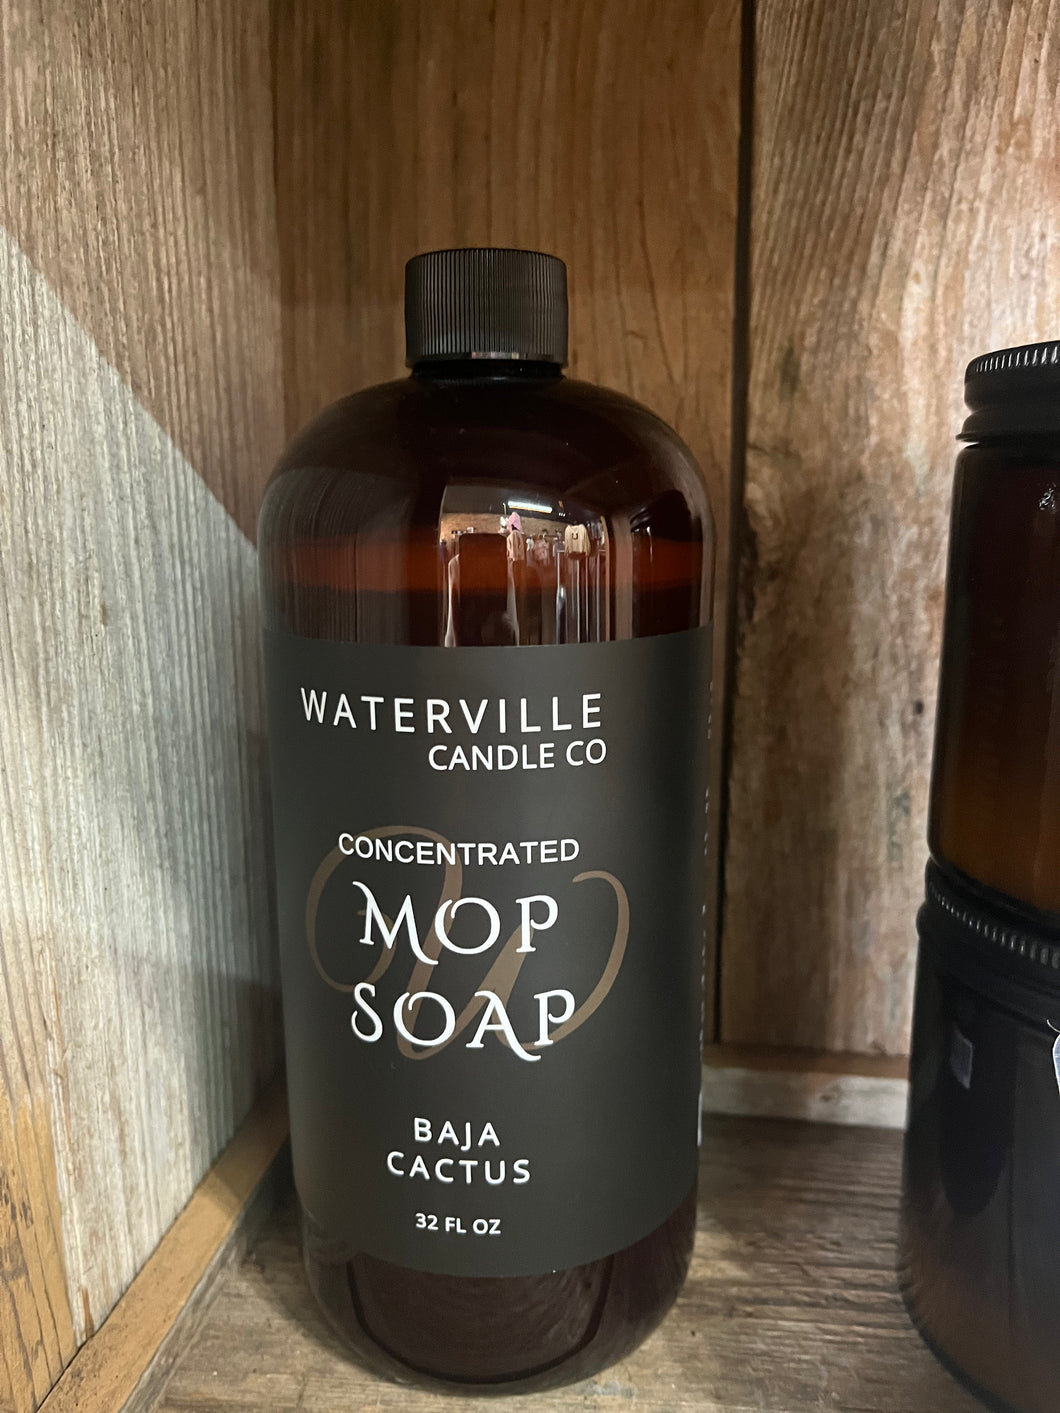 WATERVILLE
CANDLE CO
CONCENTRATED
MOP
SOAP
BAJA
CACTUS
32 FL OZ